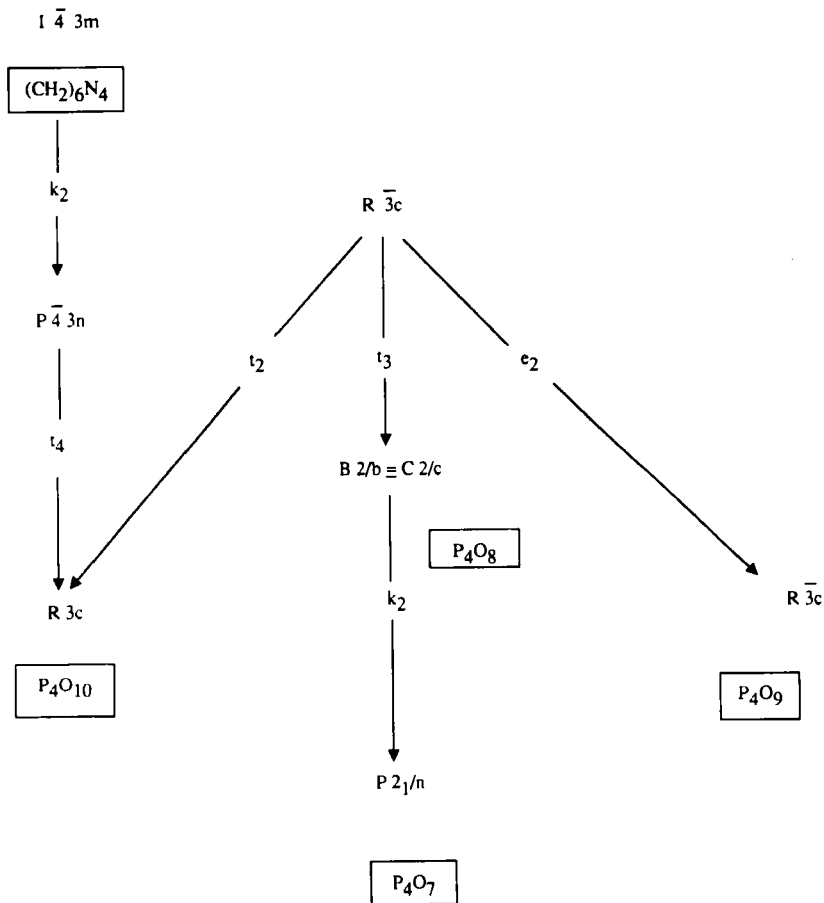 I 4̅ 3m
(CH₂)₆N₄
k₂
R 3̅c
P 4̅ 3n
t₂
t₃
e₂
t₄
B 2/b ≡ C 2/c
P₄O₈
k₂
R 3c
R 3̅c
P₄O₁₀
P₄O₉
P 2₁/n
P₄O₇